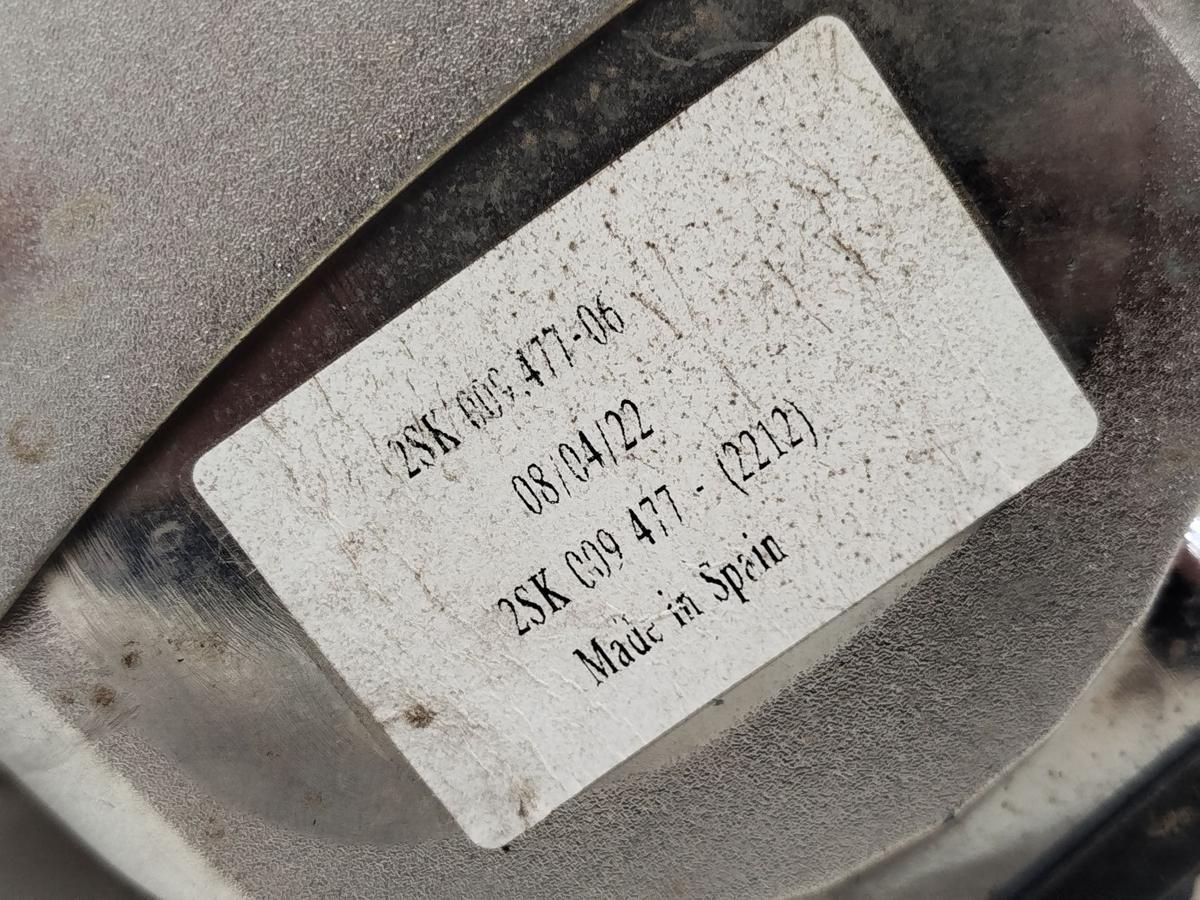 2SK 009.477-06
08/04/22
2SK 009 477 - (2212)
Made in Spain